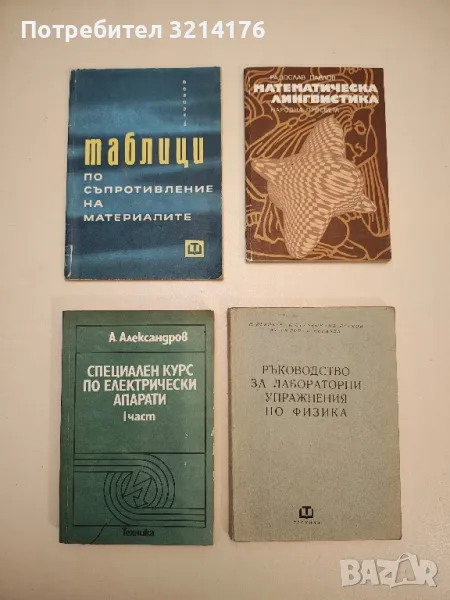 Потребител 3214176
таблици
ПО
СЪПРОТИВЛЕНИЕ
НА
МАТЕРИАЛИТЕ
РАДОСЛАВ ПАВЛОВ
МАТЕМАТИЧЕСКА
ЛИНГВИСТИКА
НАРОДНА ПРОСВЕТА
А. Александров
СПЕЦИАЛЕН КУРС
ПО ЕЛЕКТРИЧЕСКИ
АПАРАТИ
I част
Техника
РЪКОВОДСТВО
ЗА ЛАБОРАТОРНИ
УПРАЖНЕНИЯ
ПО ФИЗИКА
ТЕХНИКА
BAZAR